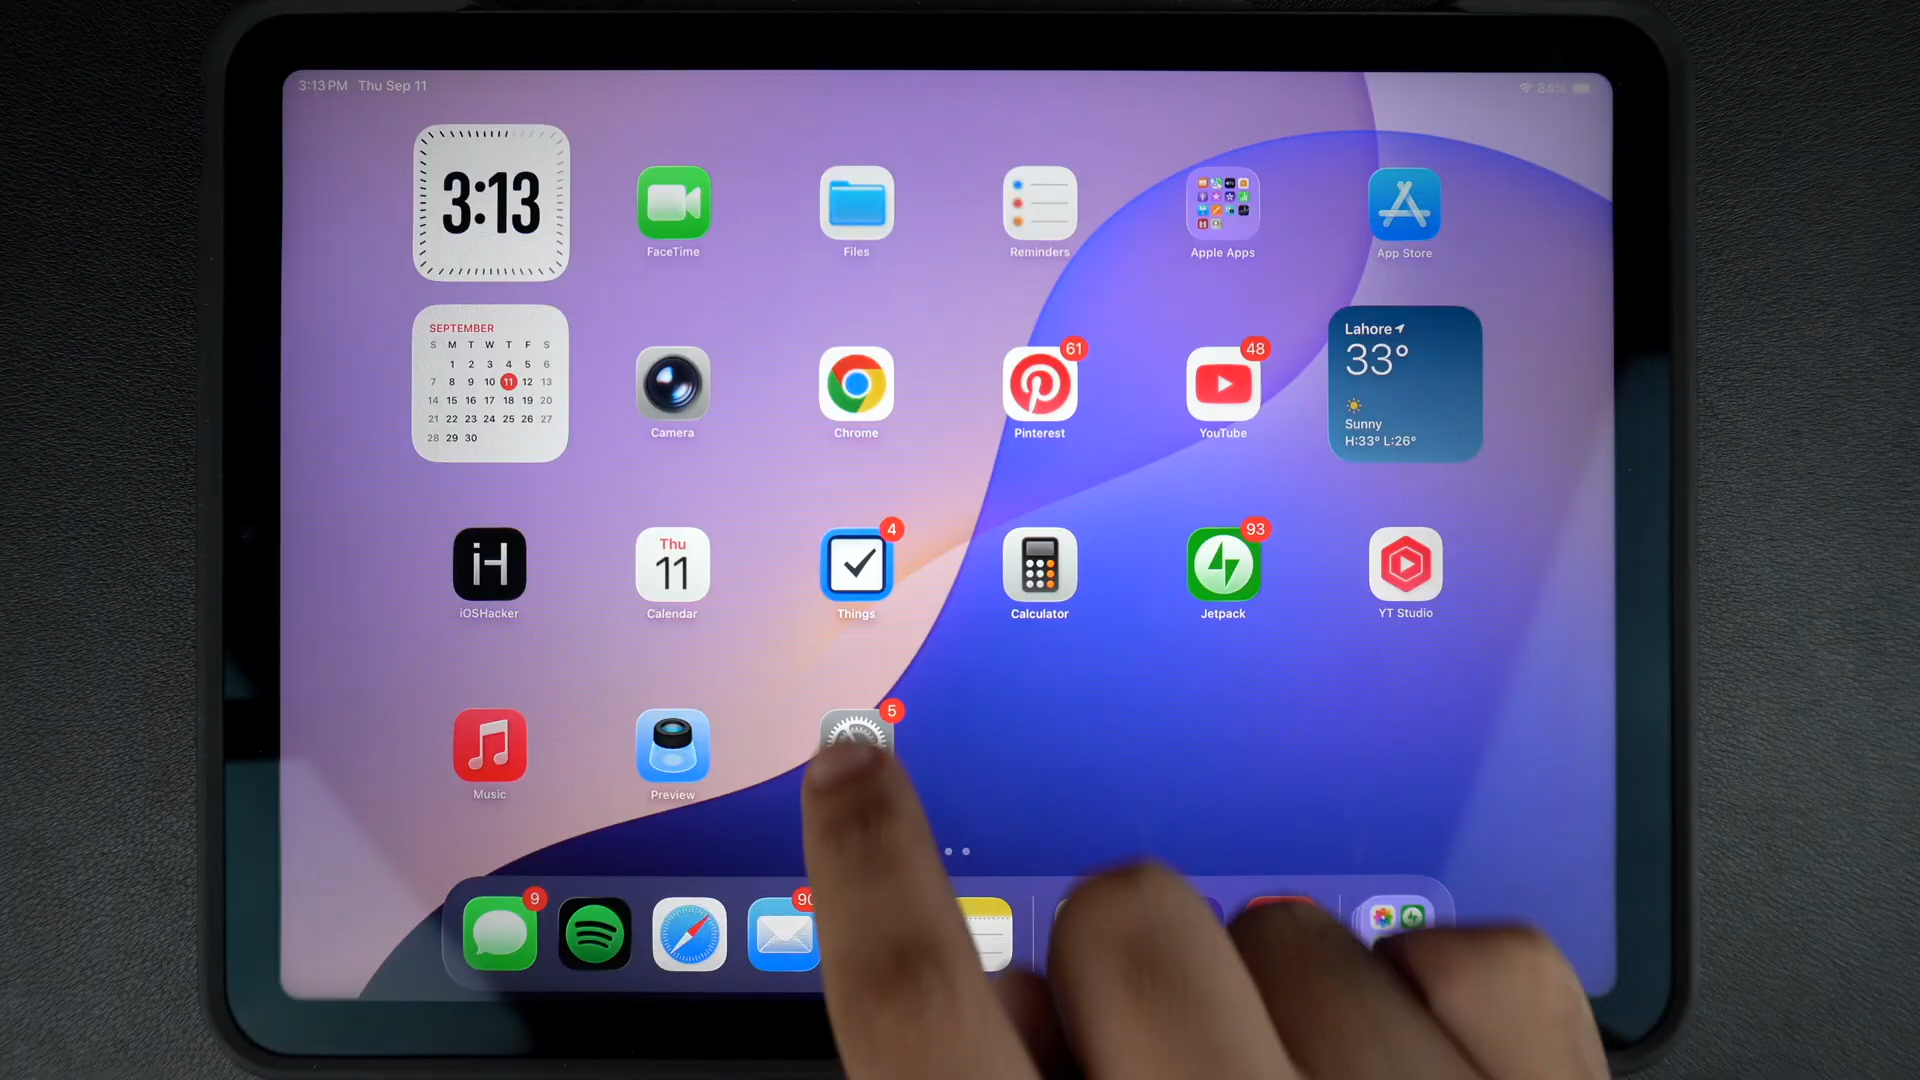 3:13 PM Thu Sep 11
84%
3:13
FaceTime
Files
Reminders
Apple Apps
App Store
SEPTEMBER
S M T W T F S
1 2 3 4 5 6
7 8 9 10 11 12 13
14 15 16 17 18 19 20
21 22 23 24 25 26 27
28 29 30
Camera
Chrome
61
Pinterest
48
YouTube
Lahore
33°
Sunny
H:33° L:26°
iH
iOSHacker
Thu
11
Calendar
4
Things
Calculator
93
Jetpack
YT Studio
Music
Preview
5
9